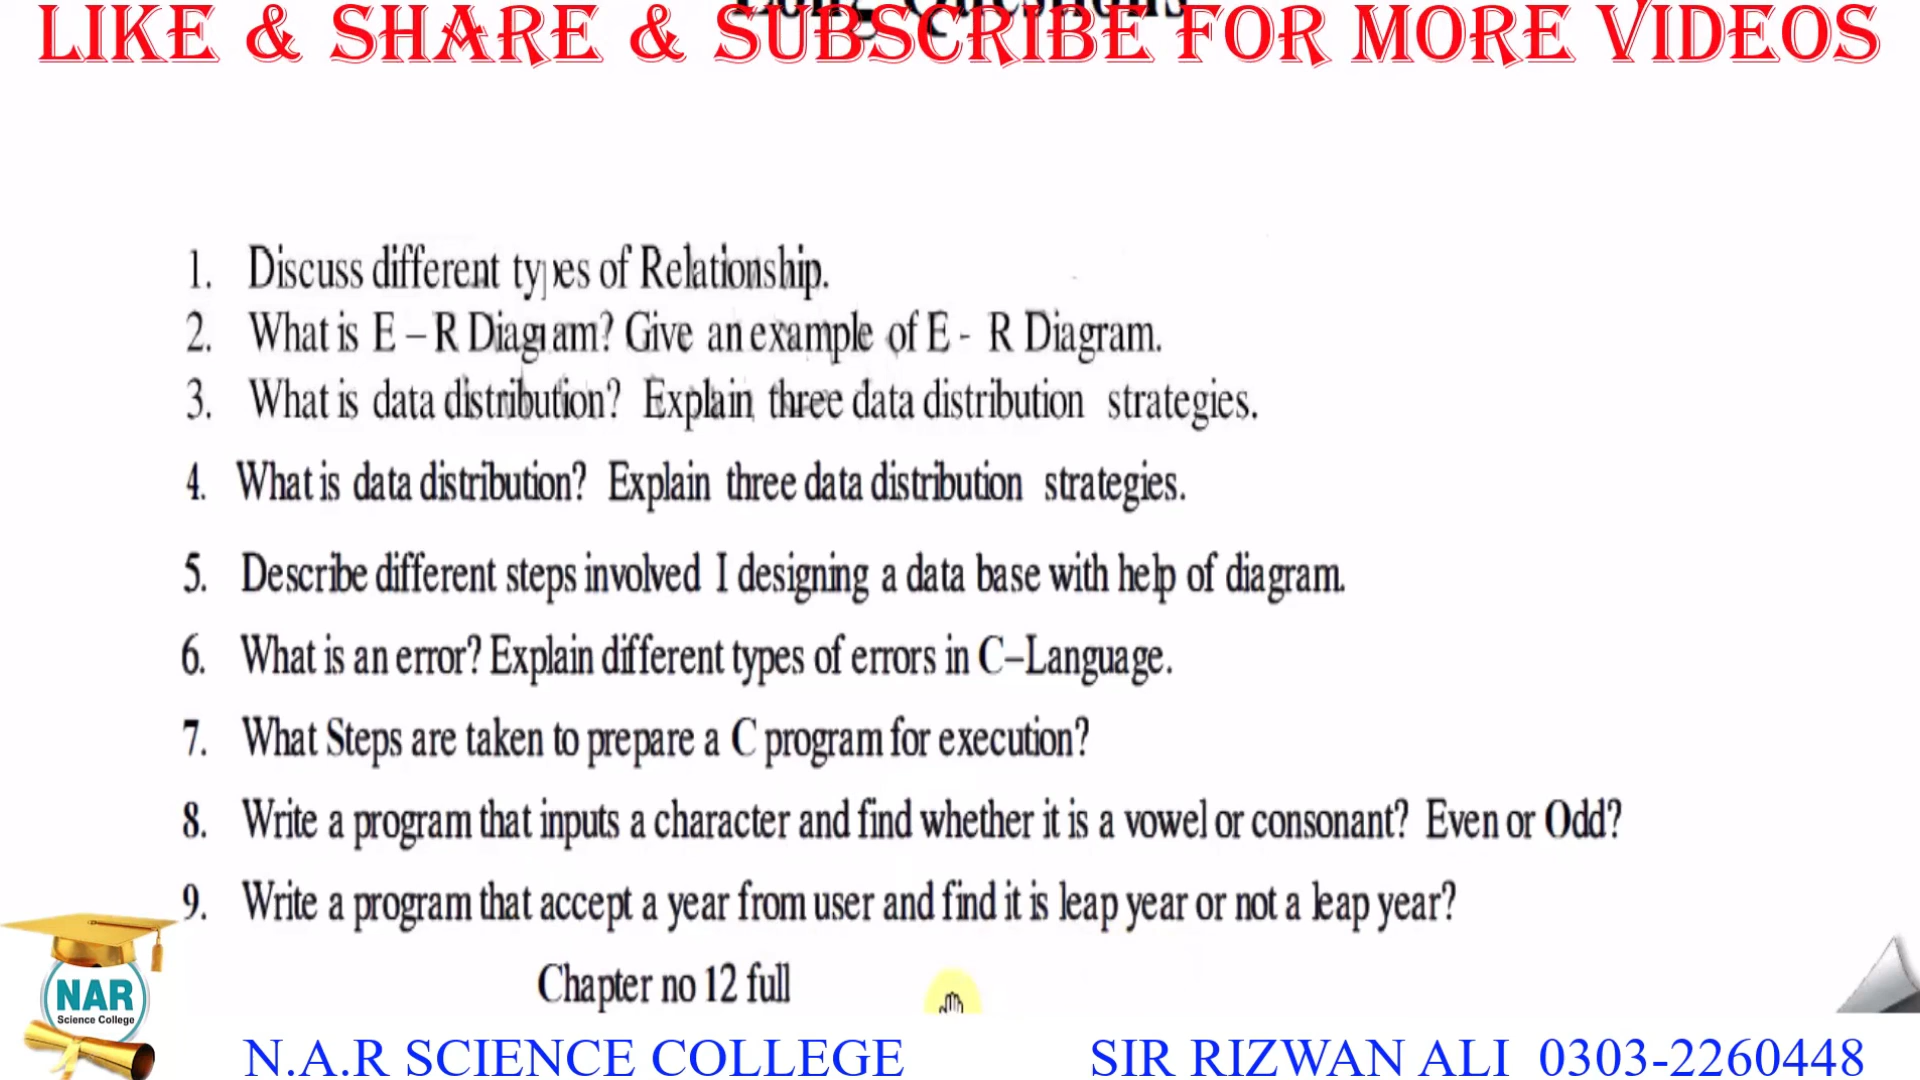 Long Questions
LIKE & SHARE & SUBSCRIBE FOR MORE VIDEOS
1. Discuss different types of Relationship.
2. What is E – R Diagram? Give an example of E - R Diagram.
3. What is data distribution? Explain three data distribution strategies.
4. What is data distribution? Explain three data distribution strategies.
5. Describe different steps involved I designing a data base with help of diagram.
6. What is an error? Explain different types of errors in C–Language.
7. What Steps are taken to prepare a C program for execution?
8. Write a program that inputs a character and find whether it is a vowel or consonant? Even or Odd?
9. Write a program that accept a year from user and find it is leap year or not a leap year?
Chapter no 12 full
NAR
Science College
N.A.R SCIENCE COLLEGE SIR RIZWAN ALI 0303-2260448